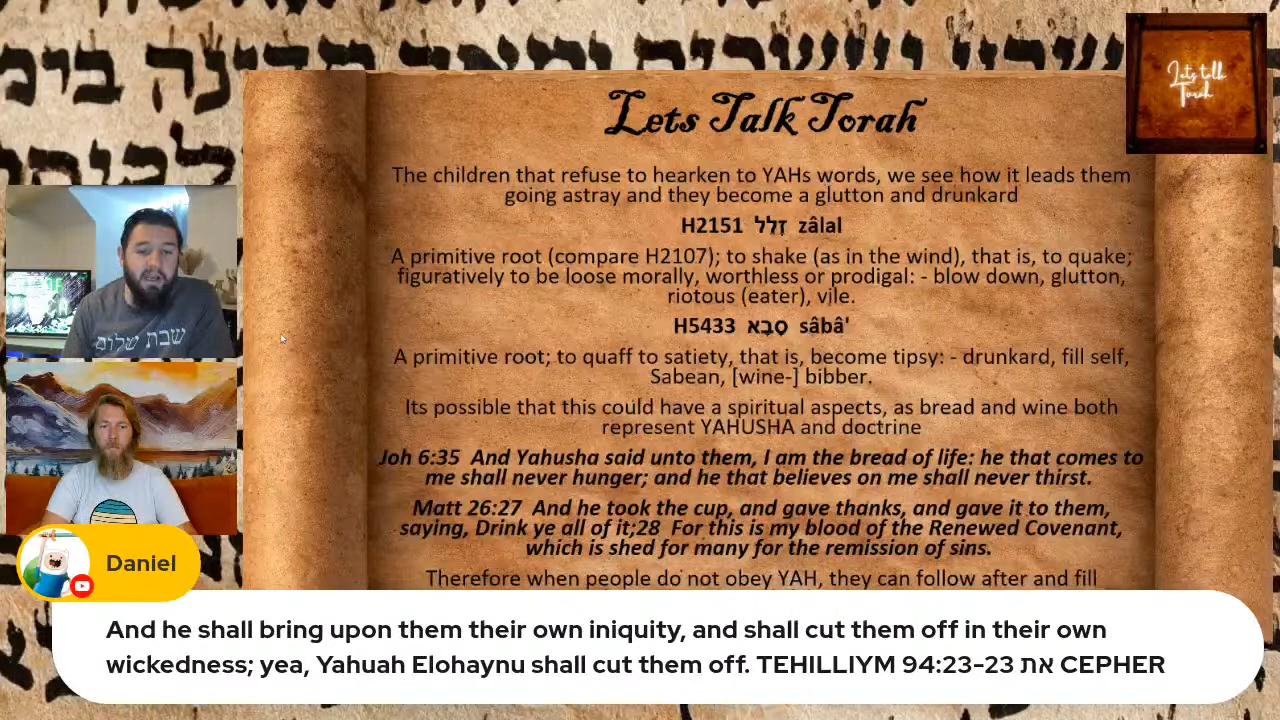 מדינה בימ
Lets Talk Torah
Lets talk
Torah
The children that refuse to hearken to YAHs words, we see how it leads them
going astray and they become a glutton and drunkard
H2151 זָלַל zâlal
A primitive root (compare H2107); to shake (as in the wind), that is, to quake;
figuratively to be loose morally, worthless or prodigal: - blow down, glutton,
riotous (eater), vile.
H5433 סָבָא sâbâ'
A primitive root; to quaff to satiety, that is, become tipsy: - drunkard, fill self,
Sabean, [wine-] bibber.
Its possible that this could have a spiritual aspects, as bread and wine both
represent YAHUSHA and doctrine
Joh 6:35 And Yahusha said unto them, I am the bread of life: he that comes to
me shall never hunger; and he that believes on me shall never thirst.
Matt 26:27 And he took the cup, and gave thanks, and gave it to them,
saying, Drink ye all of it;28 For this is my blood of the Renewed Covenant,
which is shed for many for the remission of sins.
Therefore when people do not obey YAH, they can follow after and fill
שבת שלום
Daniel
And he shall bring upon them their own iniquity, and shall cut them off in their own
wickedness; yea, Yahuah Elohaynu shall cut them off. TEHILLIYM 94:23-23 את CEPHER